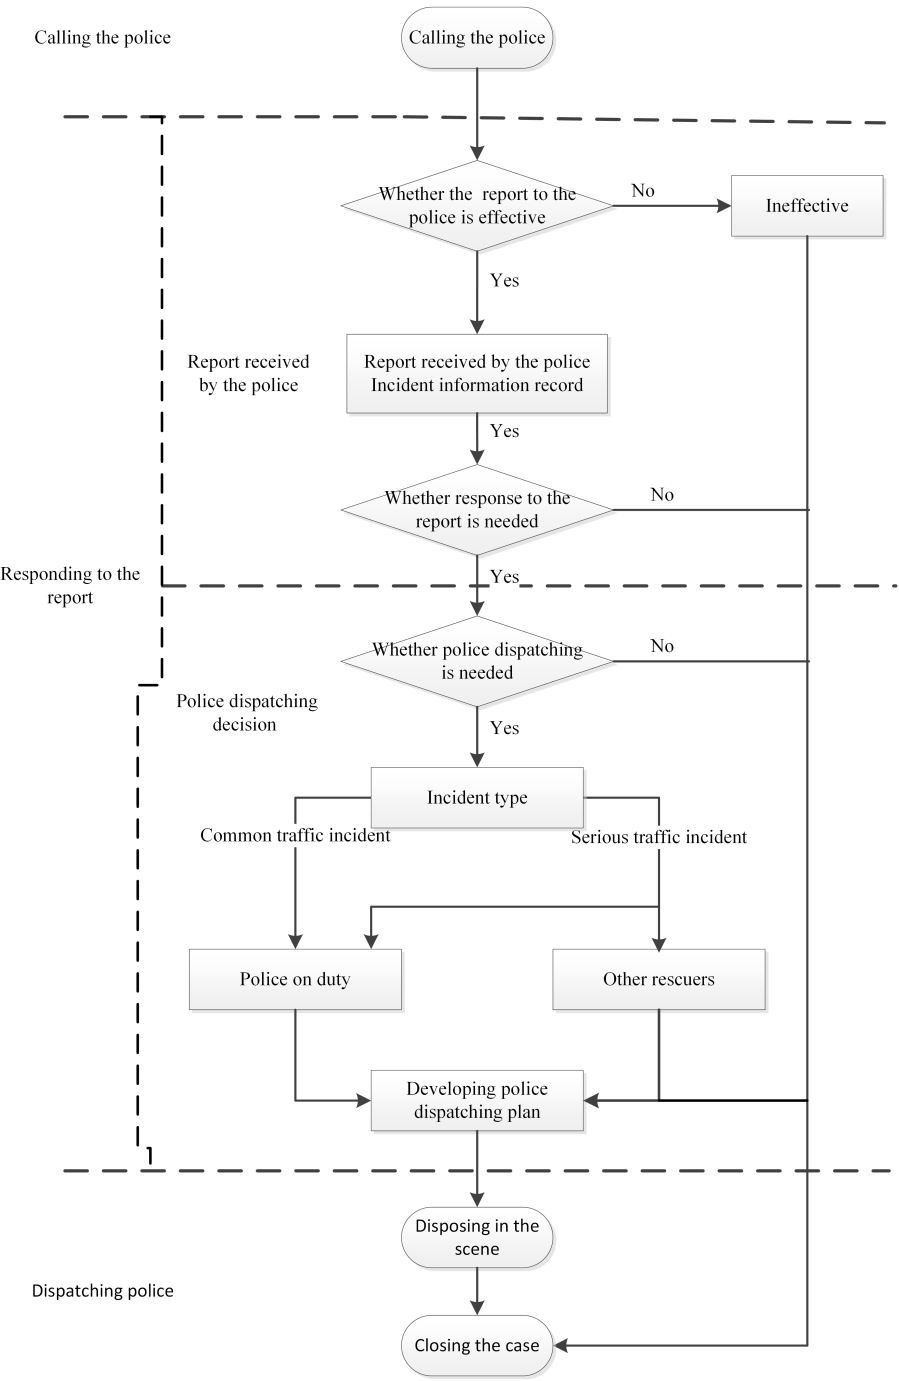 Calling the police
Calling the police
Whether the report to the
police is effective
No
Ineffective
Yes
Report received
by the police
Report received by the police
Incident information record
Yes
Whether response to the
report is needed
No
Responding to the
report
Yes
Whether police dispatching
is needed
No
Police dispatching
decision
Yes
Incident type
Common traffic incident
Serious traffic incident
Police on duty
Other rescuers
Developing police
dispatching plan
Disposing in the
scene
Dispatching police
Closing the case